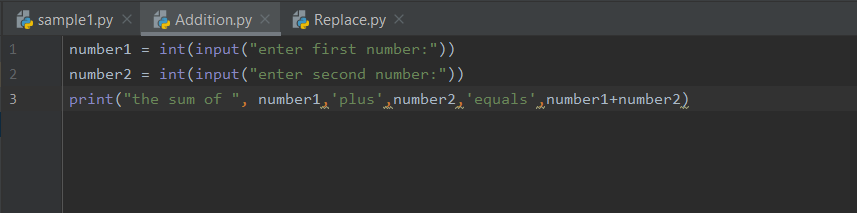 sample1.py Addition.py Replace.py
1 number1 = int(input("enter first number:"))
2 number2 = int(input("enter second number:"))
3 print("the sum of ", number1,'plus',number2,'equals',number1+number2)